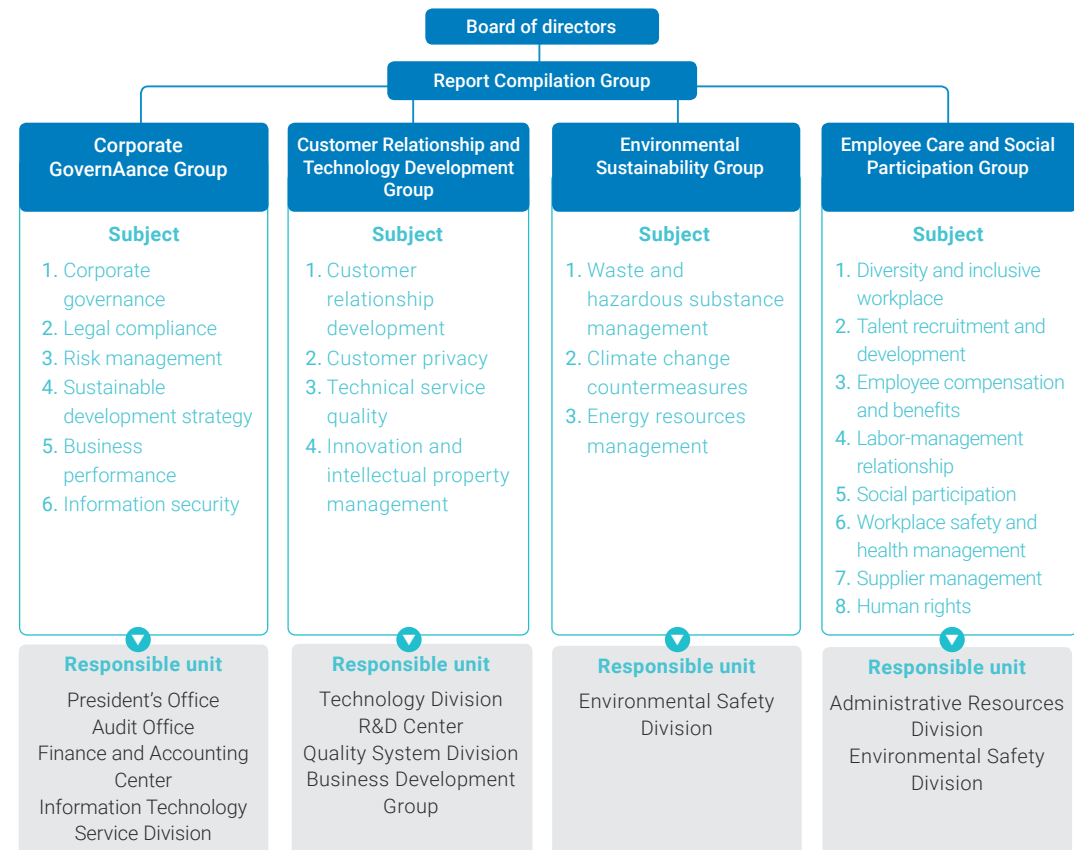 Board of directors
Report Compilation Group
Corporate
GovernAance Group
Subject
1. Corporate
governance
2. Legal compliance
3. Risk management
4. Sustainable
development strategy
5. Business
performance
6. Information security
Responsible unit
President's Office
Audit Office
Finance and Accounting
Center
Information Technology
Service Division
Customer Relationship and
Technology Development
Group
Subject
1. Customer
relationship
development
2. Customer privacy
3. Technical service
quality
4. Innovation and
intellectual property
management
Responsible unit
Technology Division
R&D Center
Quality System Division
Business Development
Group
Environmental
Sustainability Group
Subject
1. Waste and
hazardous substance
management
2. Climate change
countermeasures
3. Energy resources
management
Responsible unit
Environmental Safety
Division
Employee Care and Social
Participation Group
Subject
1. Diversity and inclusive
workplace
2. Talent recruitment and
development
3. Employee compensation
and benefits
4. Labor-management
relationship
5. Social participation
6. Workplace safety and
health management
7. Supplier management
8. Human rights
Responsible unit
Administrative Resources
Division
Environmental Safety
Division